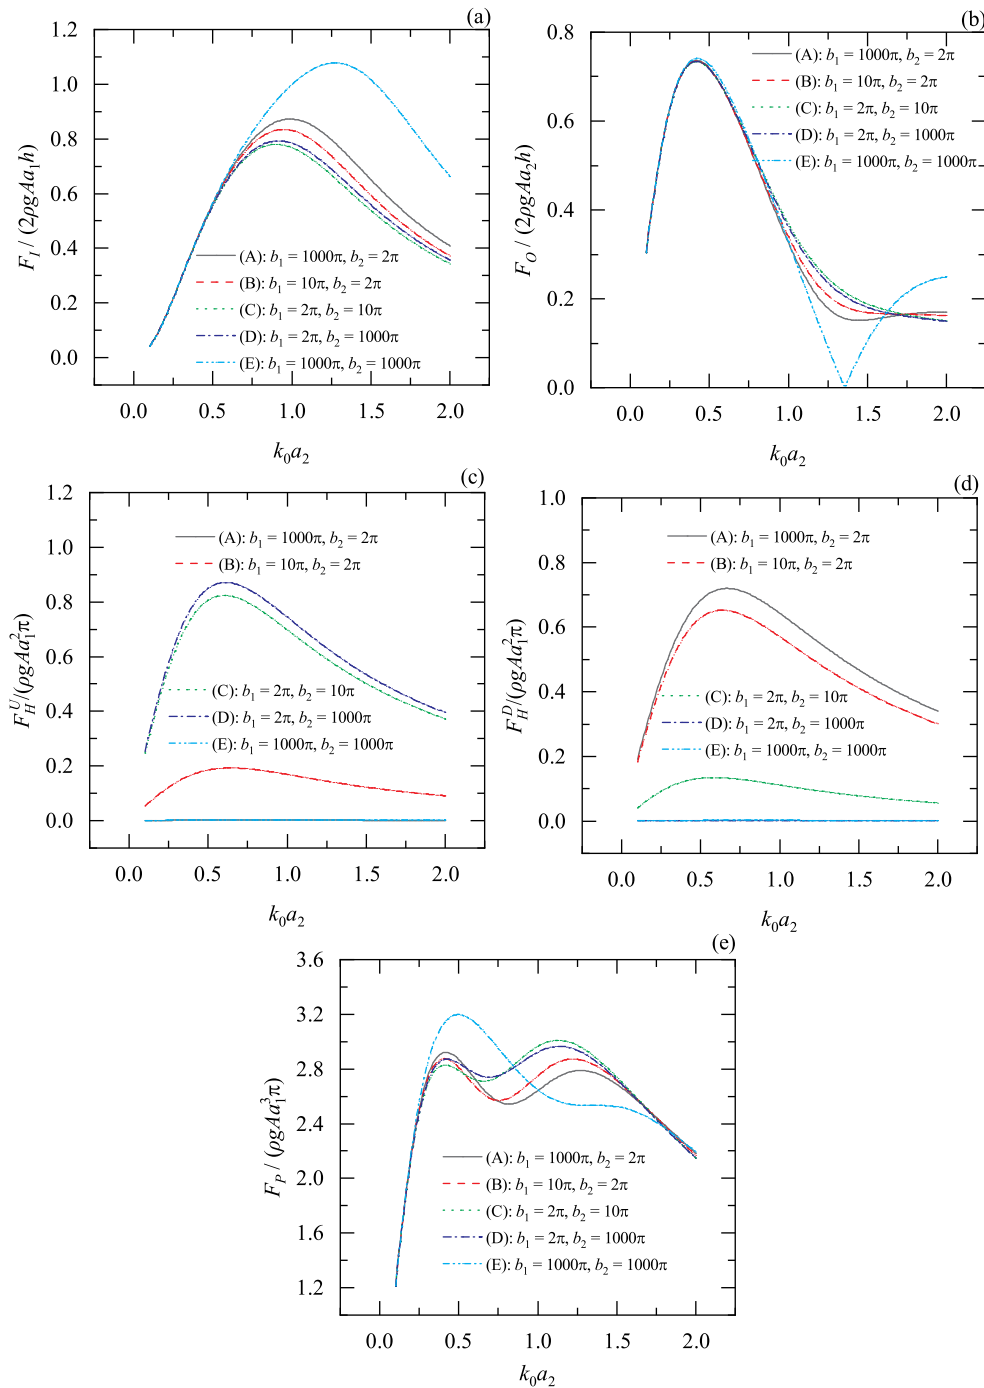 (a)
1.2
1.0
0.8
0.6
0.4
0.2
0.0
F_I / (2ρgAa_1h)
(A): b_1 = 1000π, b_2 = 2π
(B): b_1 = 10π, b_2 = 2π
(C): b_1 = 2π, b_2 = 10π
(D): b_1 = 2π, b_2 = 1000π
(E): b_1 = 1000π, b_2 = 1000π
0.0 0.5 1.0 1.5 2.0
k_0a_2
(b)
0.8
0.6
0.4
0.2
0.0
F_O / (2ρgAa_2h)
(A): b_1 = 1000π, b_2 = 2π
(B): b_1 = 10π, b_2 = 2π
(C): b_1 = 2π, b_2 = 10π
(D): b_1 = 2π, b_2 = 1000π
(E): b_1 = 1000π, b_2 = 1000π
0.0 0.5 1.0 1.5 2.0
k_0a_2
(c)
1.2
1.0
0.8
0.6
0.4
0.2
0.0
F_H^U/(ρgAa_1^2π)
(A): b_1 = 1000π, b_2 = 2π
(B): b_1 = 10π, b_2 = 2π
(C): b_1 = 2π, b_2 = 10π
(D): b_1 = 2π, b_2 = 1000π
(E): b_1 = 1000π, b_2 = 1000π
0.0 0.5 1.0 1.5 2.0
k_0a_2
(d)
1.0
0.8
0.6
0.4
0.2
0.0
F_H^D/(ρgAa_1^2π)
(A): b_1 = 1000π, b_2 = 2π
(B): b_1 = 10π, b_2 = 2π
(C): b_1 = 2π, b_2 = 10π
(D): b_1 = 2π, b_2 = 1000π
(E): b_1 = 1000π, b_2 = 1000π
0.0 0.5 1.0 1.5 2.0
k_0a_2
(e)
3.6
3.2
2.8
2.4
2.0
1.6
1.2
F_P / (ρgAa_1^3π)
(A): b_1 = 1000π, b_2 = 2π
(B): b_1 = 10π, b_2 = 2π
(C): b_1 = 2π, b_2 = 10π
(D): b_1 = 2π, b_2 = 1000π
(E): b_1 = 1000π, b_2 = 1000π
0.0 0.5 1.0 1.5 2.0
k_0a_2